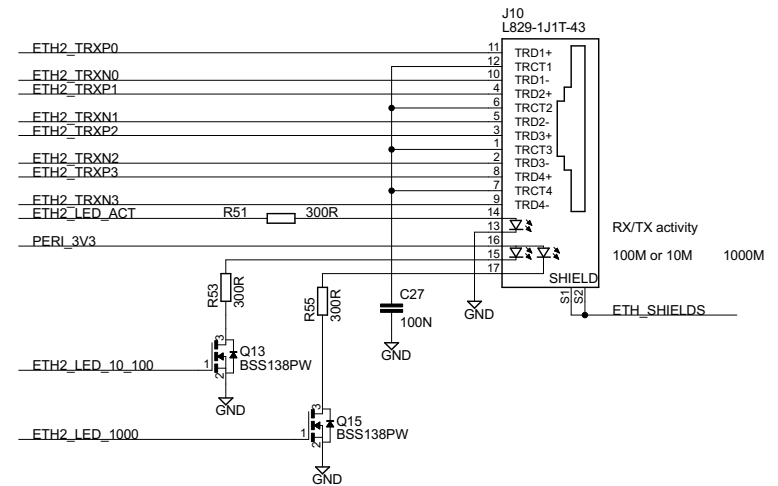 J10
L829-1J1T-43
ETH2_TRXP0 11 TRD1+
12 TRCT1
ETH2_TRXN0 10 TRD1-
ETH2_TRXP1 4 TRD2+
6 TRCT2
ETH2_TRXN1 5 TRD2-
ETH2_TRXP2 3 TRD3+
1 TRCT3
ETH2_TRXN2 2 TRD3-
ETH2_TRXP3 8 TRD4+
7 TRCT4
ETH2_TRXN3 9 TRD4-
ETH2_LED_ACT R51 300R 14
13 RX/TX activity
PERI_3V3 16
15 100M or 10M 1000M
17
SHIELD
S1 S2
ETH_SHIELDS
R53 300R
R55 300R
C27
100N
GND
GND
3
Q13
ETH2_LED_10_100 1 BSS138PW
2
GND
3
Q15
ETH2_LED_1000 1 BSS138PW
2
GND